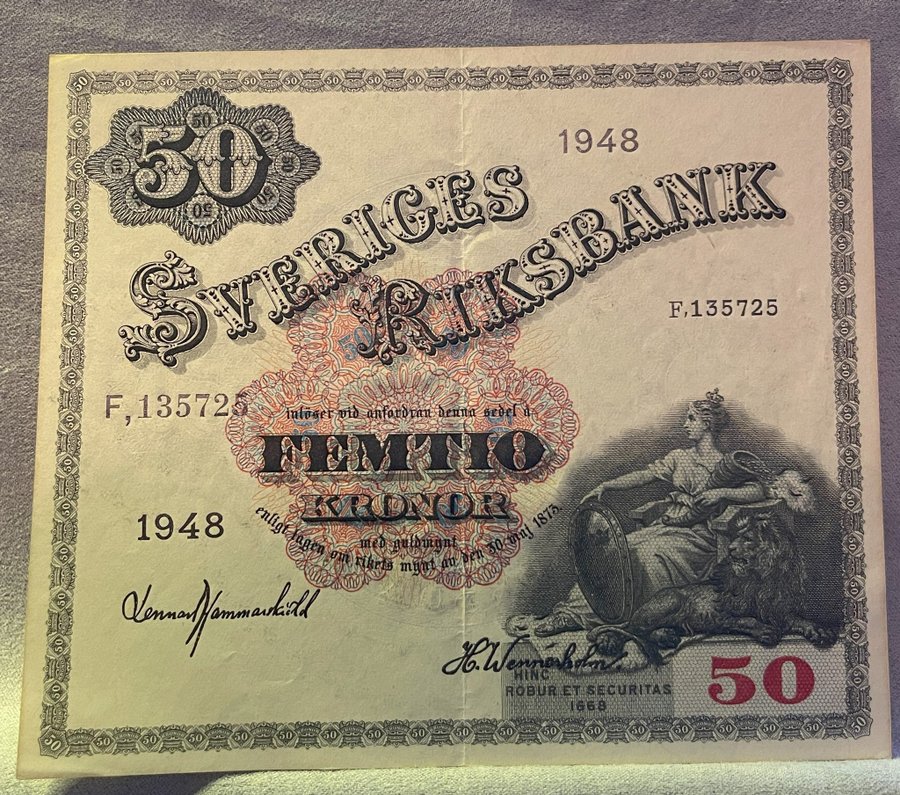 50
1948
SVERIGES
RIKSBANK
F,135725
F,135725
inlöser vid anfordran denna sedel å
FEMTIO
KRONOR
med guldmynt
enligt lagen om rikets mynt av den 30. maj 1873.
1948
Lennart Hammarskiöld
H. Wennerholm.
HINC
ROBUR ET SECURITAS
1668
50